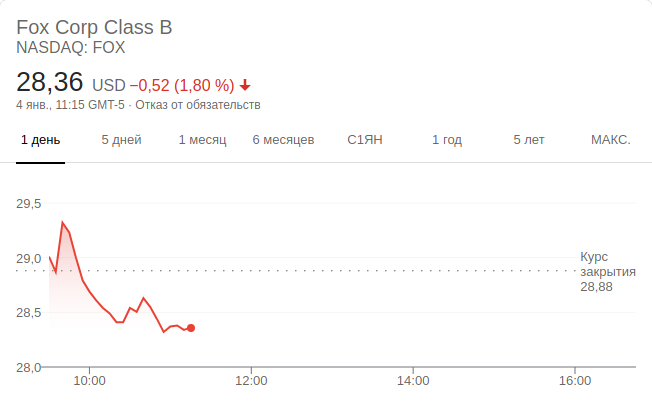 Fox Corp Class B
NASDAQ: FOX
28,36 USD −0,52 (1,80 %)
4 янв., 11:15 GMT-5 · Отказ от обязательств
1 день 5 дней 1 месяц 6 месяцев С1ЯН 1 год 5 лет МАКС.
29,5
29,0
28,5
28,0
Курс
закрытия
28,88
10:00 12:00 14:00 16:00